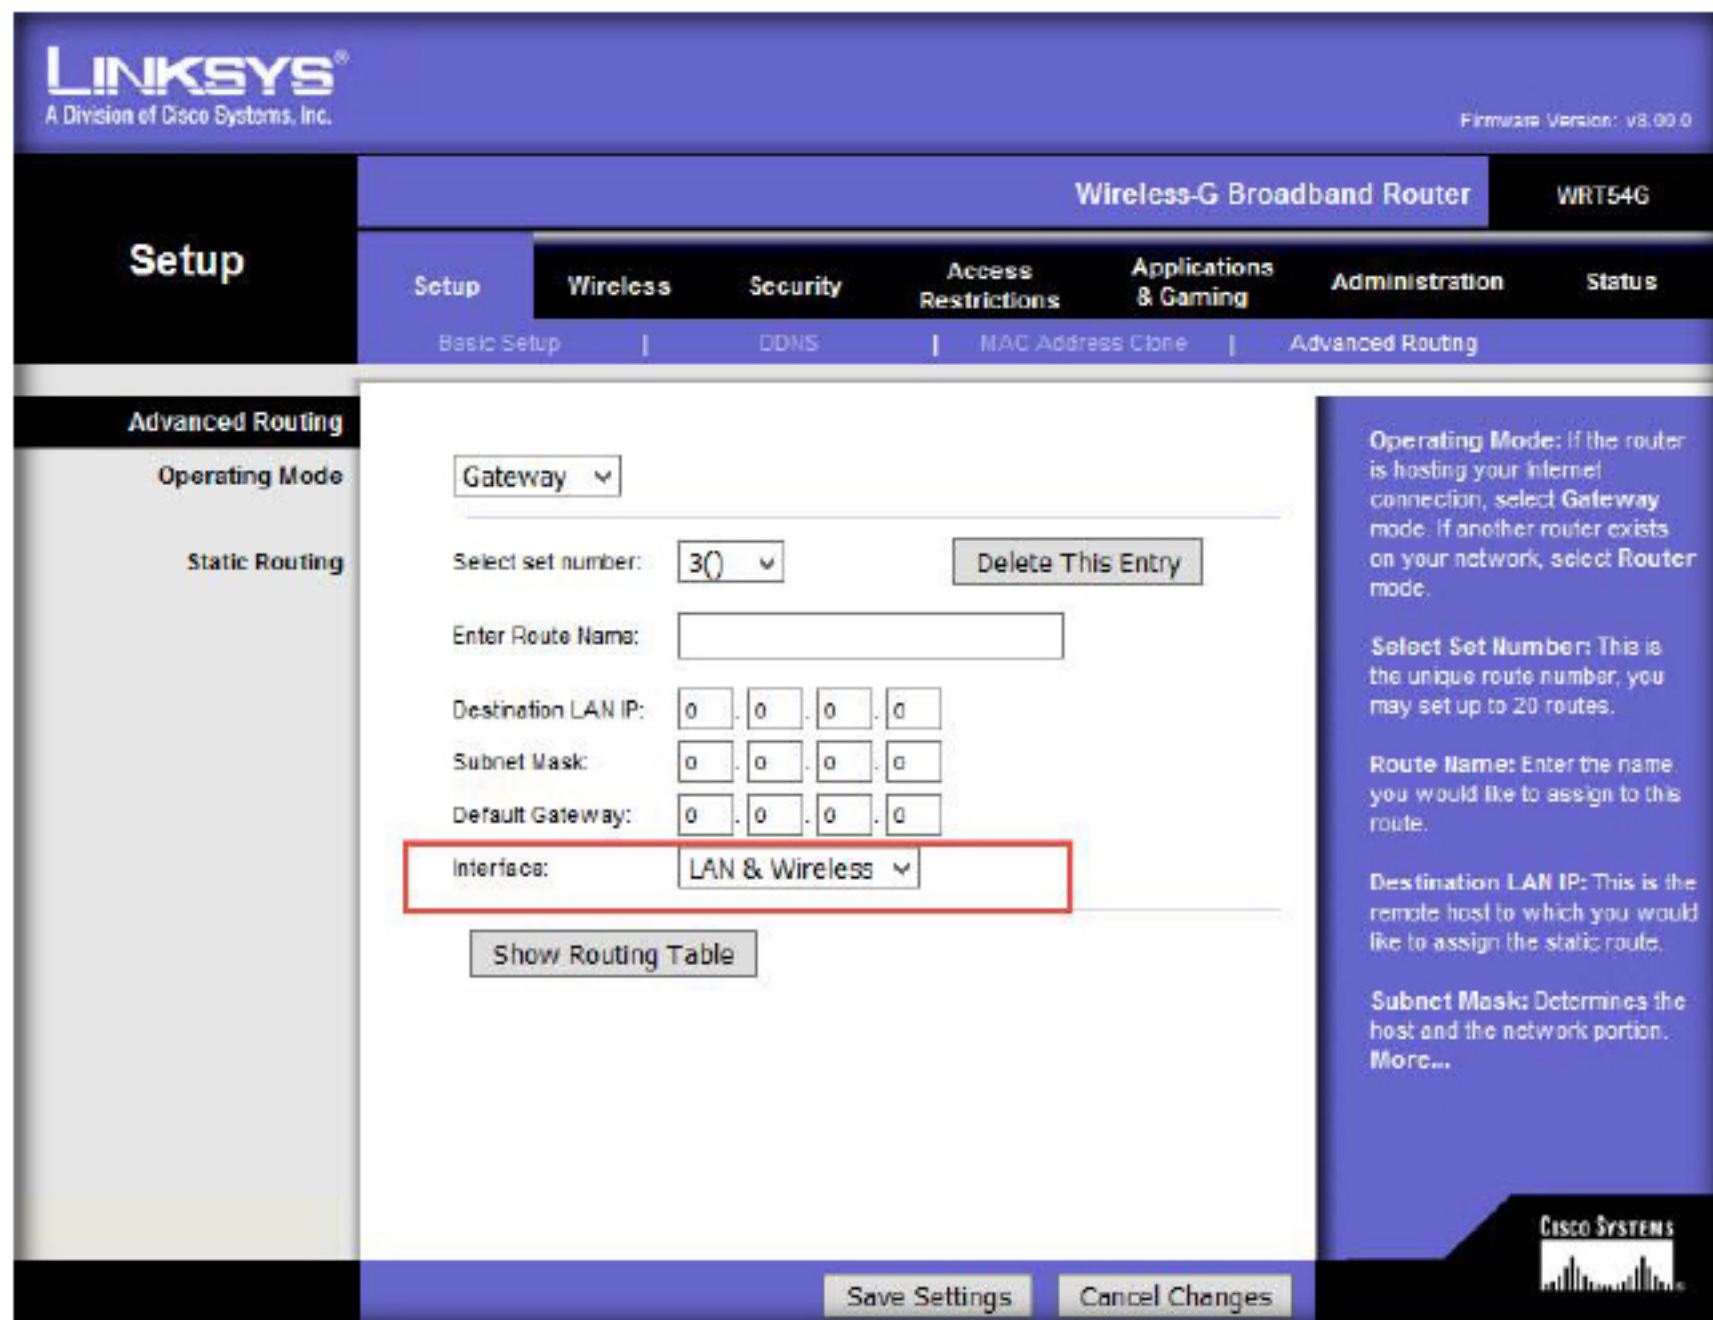 LINKSYS®
A Division of Cisco Systems, Inc.
Firmware Version: v8.00.0
Wireless-G Broadband Router
WRT54G
Setup
Setup
Wireless
Security
Access Restrictions
Applications & Gaming
Administration
Status
Basic Setup | DDNS | MAC Address Clone | Advanced Routing
Advanced Routing
Operating Mode
Gateway
Static Routing
Select set number: 3()
Delete This Entry
Enter Route Name:
Destination LAN IP: 0 . 0 . 0 . 0
Subnet Mask: 0 . 0 . 0 . 0
Default Gateway: 0 . 0 . 0 . 0
Interface: LAN & Wireless
Show Routing Table
Operating Mode: If the router
is hosting your Internet
connection, select Gateway
mode. If another router exists
on your network, select Router
mode.
Select Set Number: This is
the unique route number, you
may set up to 20 routes.
Route Name: Enter the name
you would like to assign to this
route.
Destination LAN IP: This is the
remote host to which you would
like to assign the static route.
Subnet Mask: Determines the
host and the network portion.
More...
CISCO SYSTEMS
Save Settings
Cancel Changes